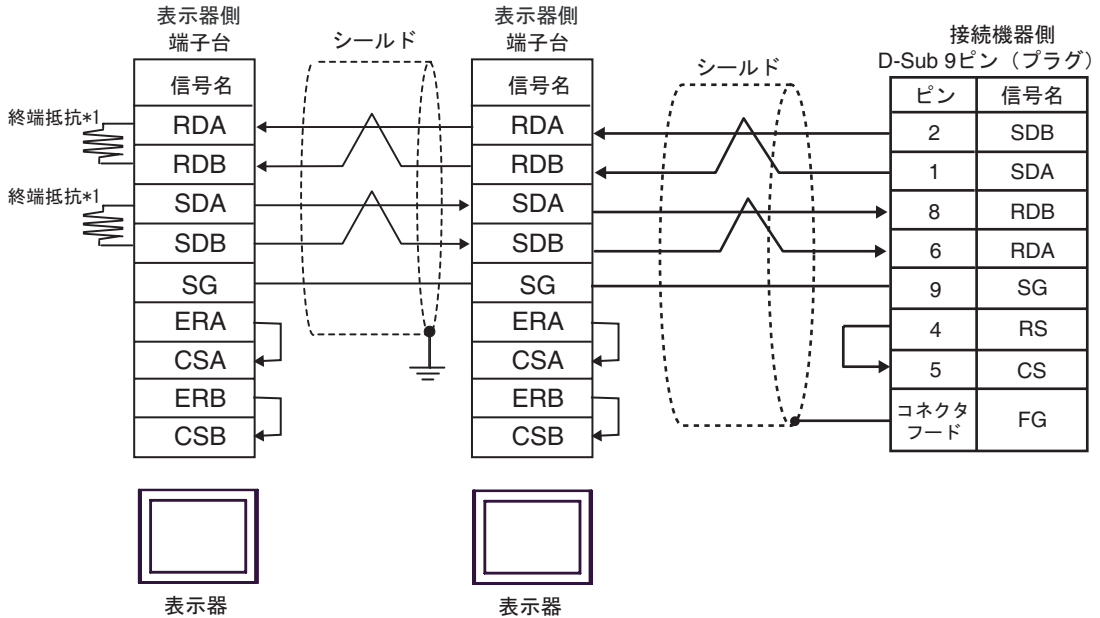 表示器側
端子台
信号名
RDA
RDB
SDA
SDB
SG
ERA
CSA
ERB
CSB
終端抵抗*1
終端抵抗*1
シールド
表示器
表示器側
端子台
信号名
RDA
RDB
SDA
SDB
SG
ERA
CSA
ERB
CSB
シールド
表示器
接続機器側
D-Sub 9ピン（プラグ）
ピン 信号名
2 SDB
1 SDA
8 RDB
6 RDA
9 SG
4 RS
5 CS
コネクタ
フード FG